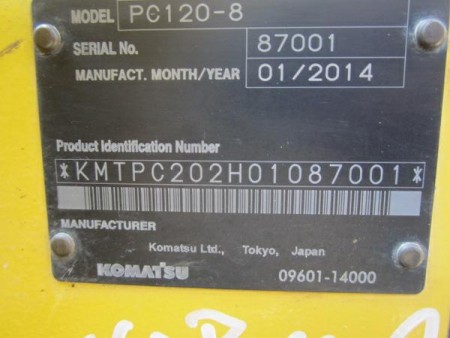 MODEL PC120-8
SERIAL No. 87001
MANUFACT. MONTH/YEAR 01/2014
Product Identification Number
*KMTPC202H01087001*
MANUFACTURER
Komatsu Ltd., Tokyo, Japan
KOMATSU 09601-14000